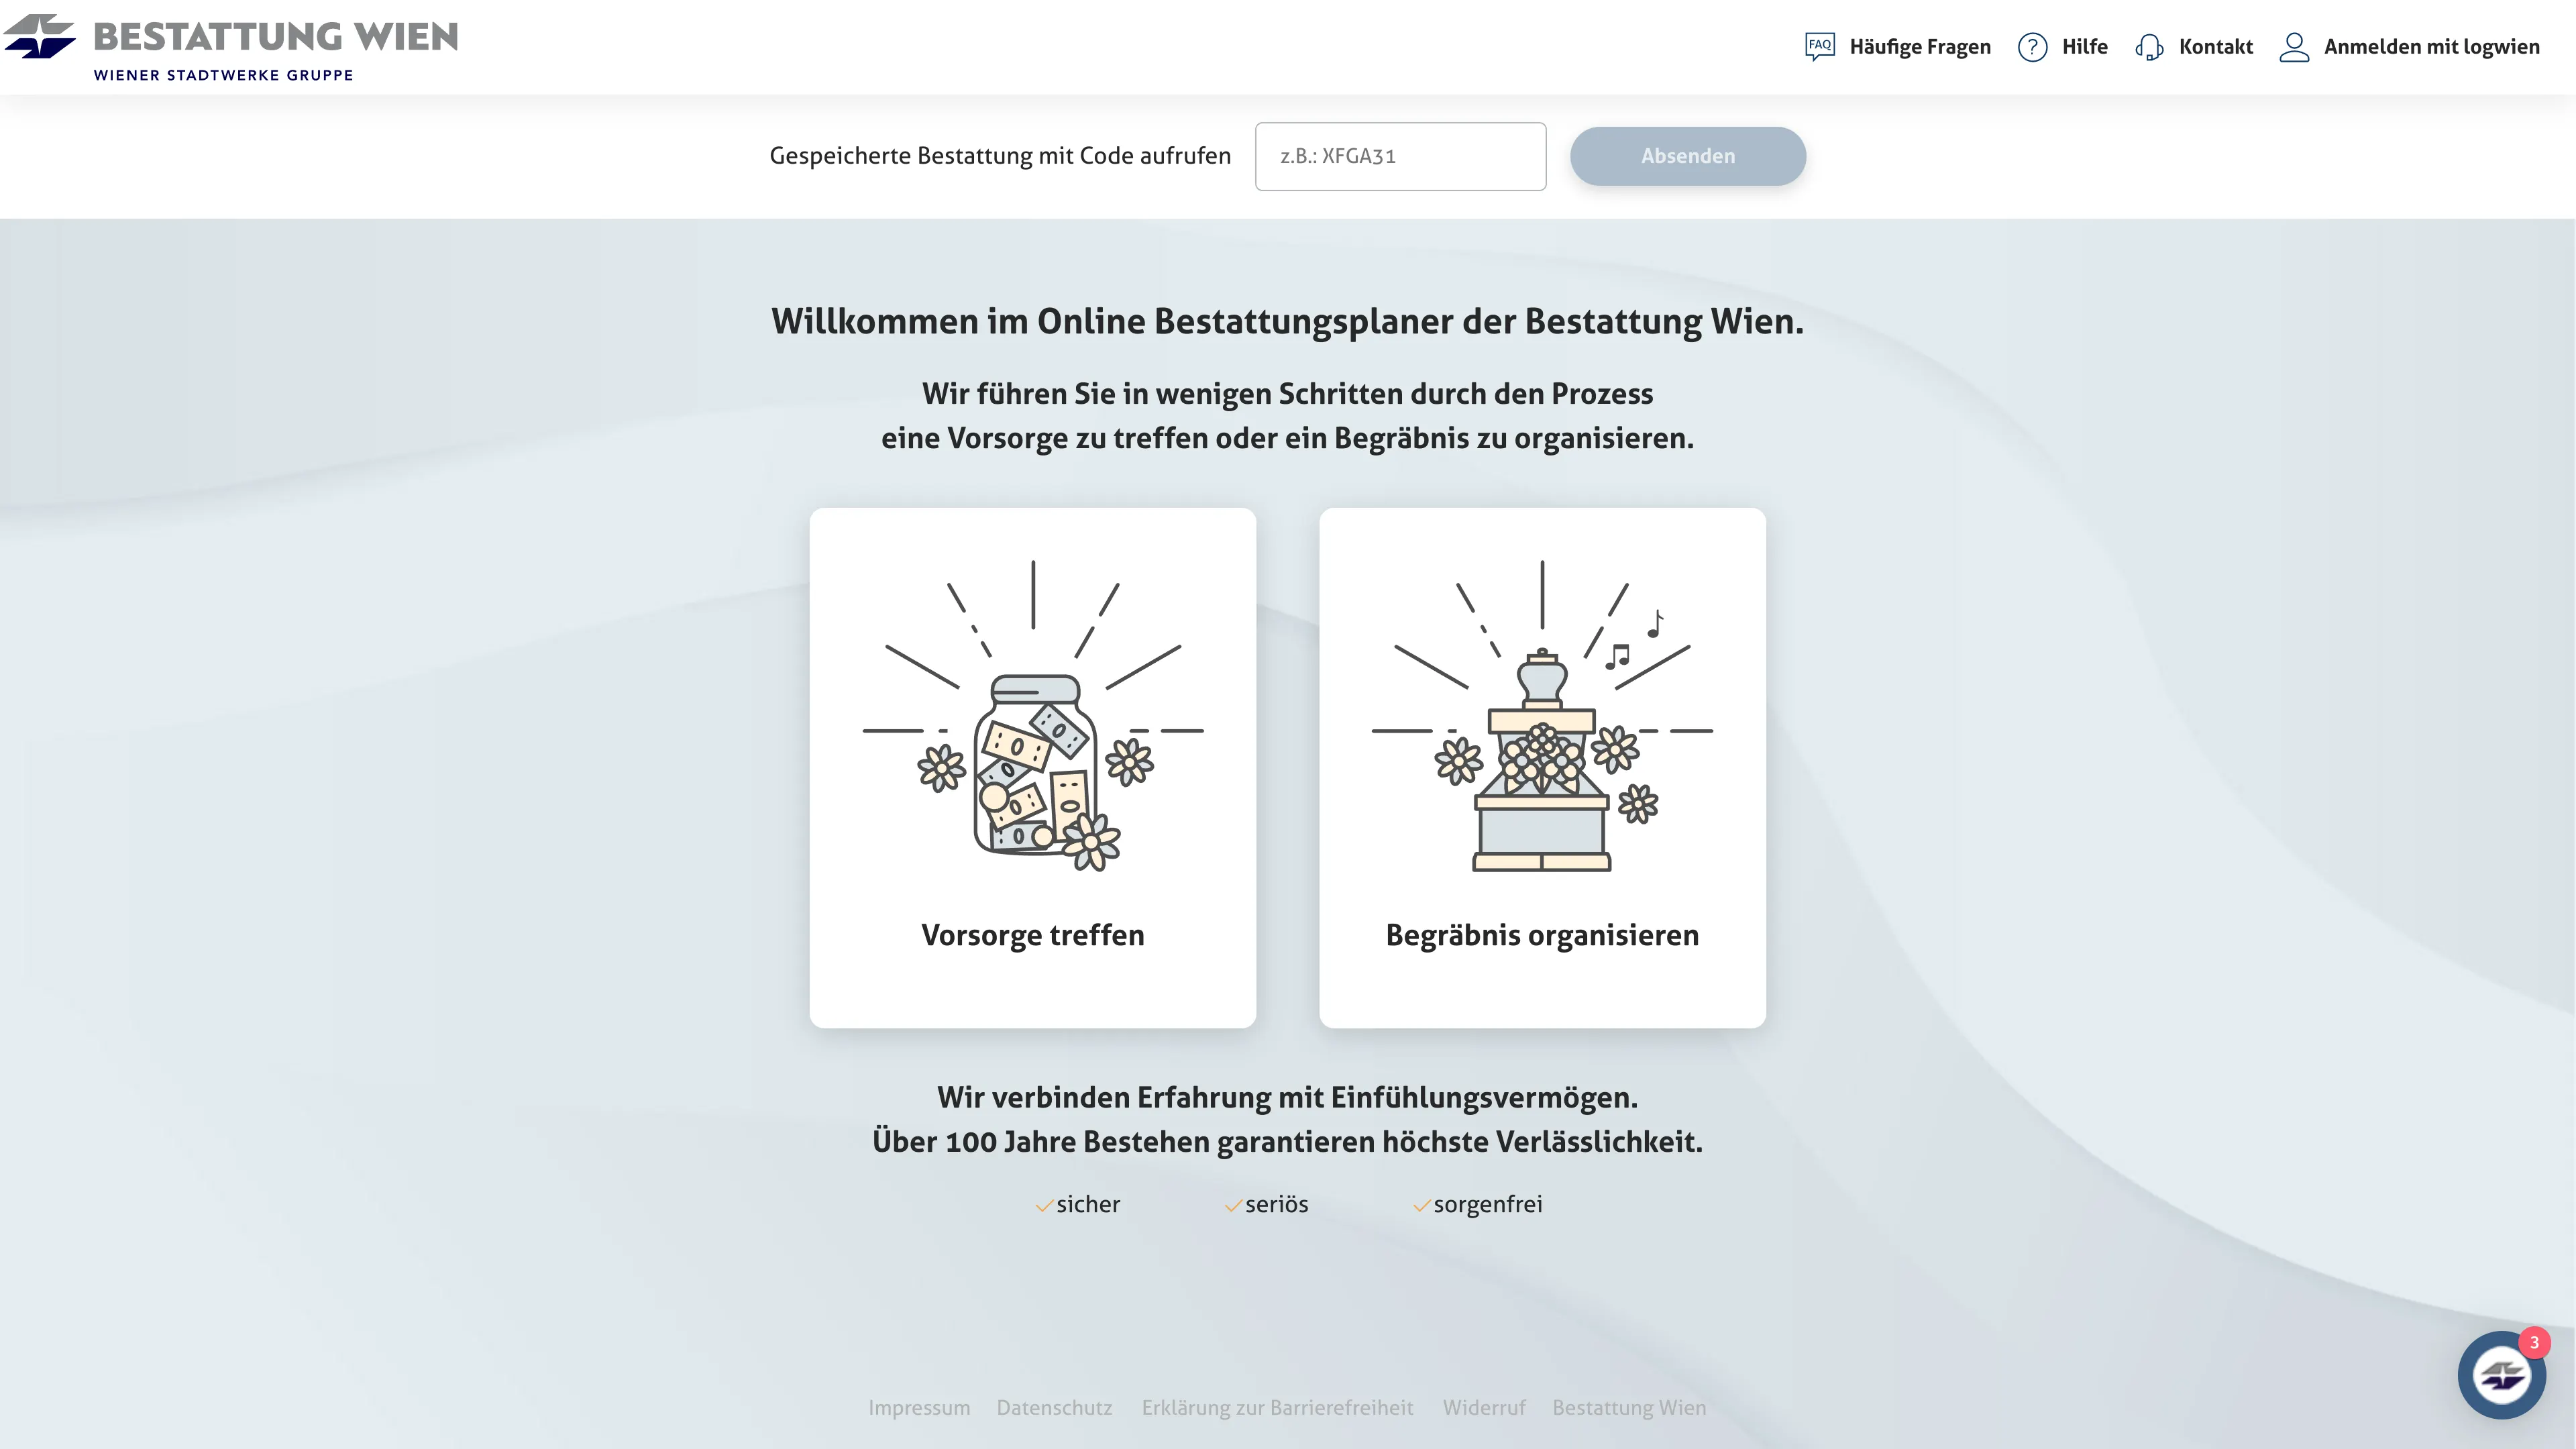 BESTATTUNG WIEN
WIENER STADTWERKE GRUPPE
FAQ Häufige Fragen
? Hilfe
Kontakt
Anmelden mit logwien
Gespeicherte Bestattung mit Code aufrufen
z.B.: XFGA31
Absenden
Willkommen im Online Bestattungsplaner der Bestattung Wien.
Wir führen Sie in wenigen Schritten durch den Prozess
eine Vorsorge zu treffen oder ein Begräbnis zu organisieren.
Vorsorge treffen
Begräbnis organisieren
Wir verbinden Erfahrung mit Einfühlungsvermögen.
Über 100 Jahre Bestehen garantieren höchste Verlässlichkeit.
sicher
seriös
sorgenfrei
3
Impressum
Datenschutz
Erklärung zur Barrierefreiheit
Widerruf
Bestattung Wien